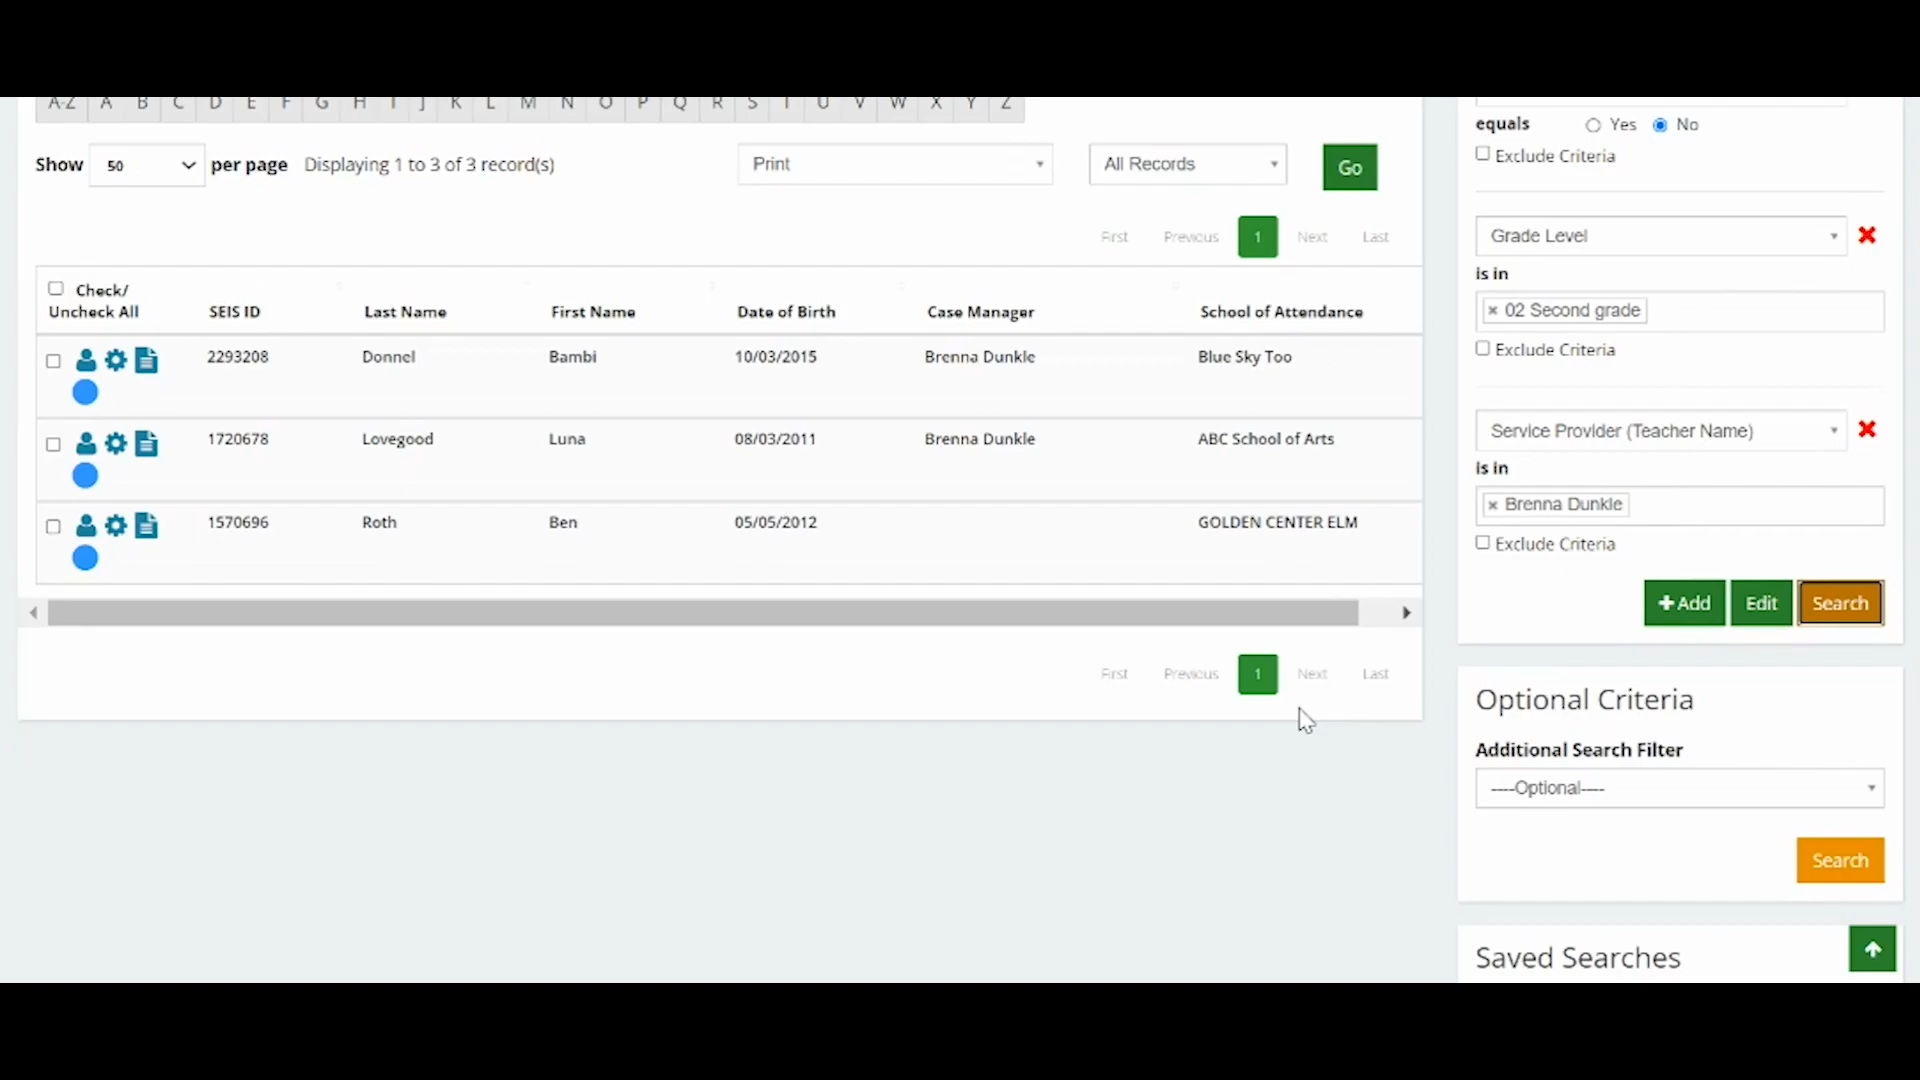 A-Z A B C D E F G H I J K L M N O P Q R S T U V W X Y Z
Show 50 per page Displaying 1 to 3 of 3 record(s) Print All Records Go
First Previous 1 Next Last
Check/ Uncheck All SEIS ID Last Name First Name Date of Birth Case Manager School of Attendance
2293208 Donnel Bambi 10/03/2015 Brenna Dunkle Blue Sky Too
1720678 Lovegood Luna 08/03/2011 Brenna Dunkle ABC School of Arts
1570696 Roth Ben 05/05/2012 GOLDEN CENTER ELM
First Previous 1 Next Last
equals Yes No
Exclude Criteria
Grade Level
is in
× 02 Second grade
Exclude Criteria
Service Provider (Teacher Name)
is in
× Brenna Dunkle
Exclude Criteria
+Add Edit Search
Optional Criteria
Additional Search Filter
----Optional----
Search
Saved Searches